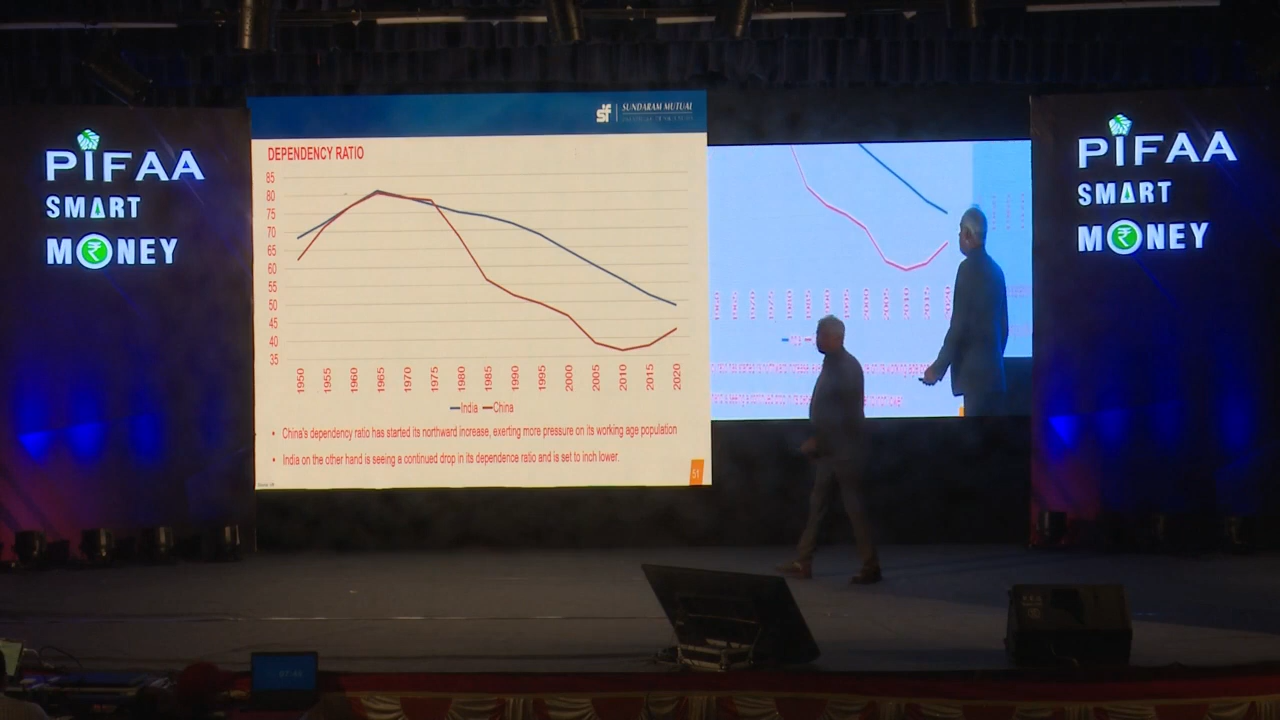 PIFAA
SMART
MONEY
SUNDARAM MUTUAL
DEPENDENCY RATIO
85
80
75
70
65
60
55
50
45
40
35
1950 1955 1960 1965 1970 1975 1980 1985 1990 1995 2000 2005 2010 2015 2020
India China
• China's dependency ratio has started its northward increase, exerting more pressure on its working age population
• India on the other hand is seeing a continued drop in its dependence ratio and is set to inch lower.
51
PIFAA
SMART
MONEY